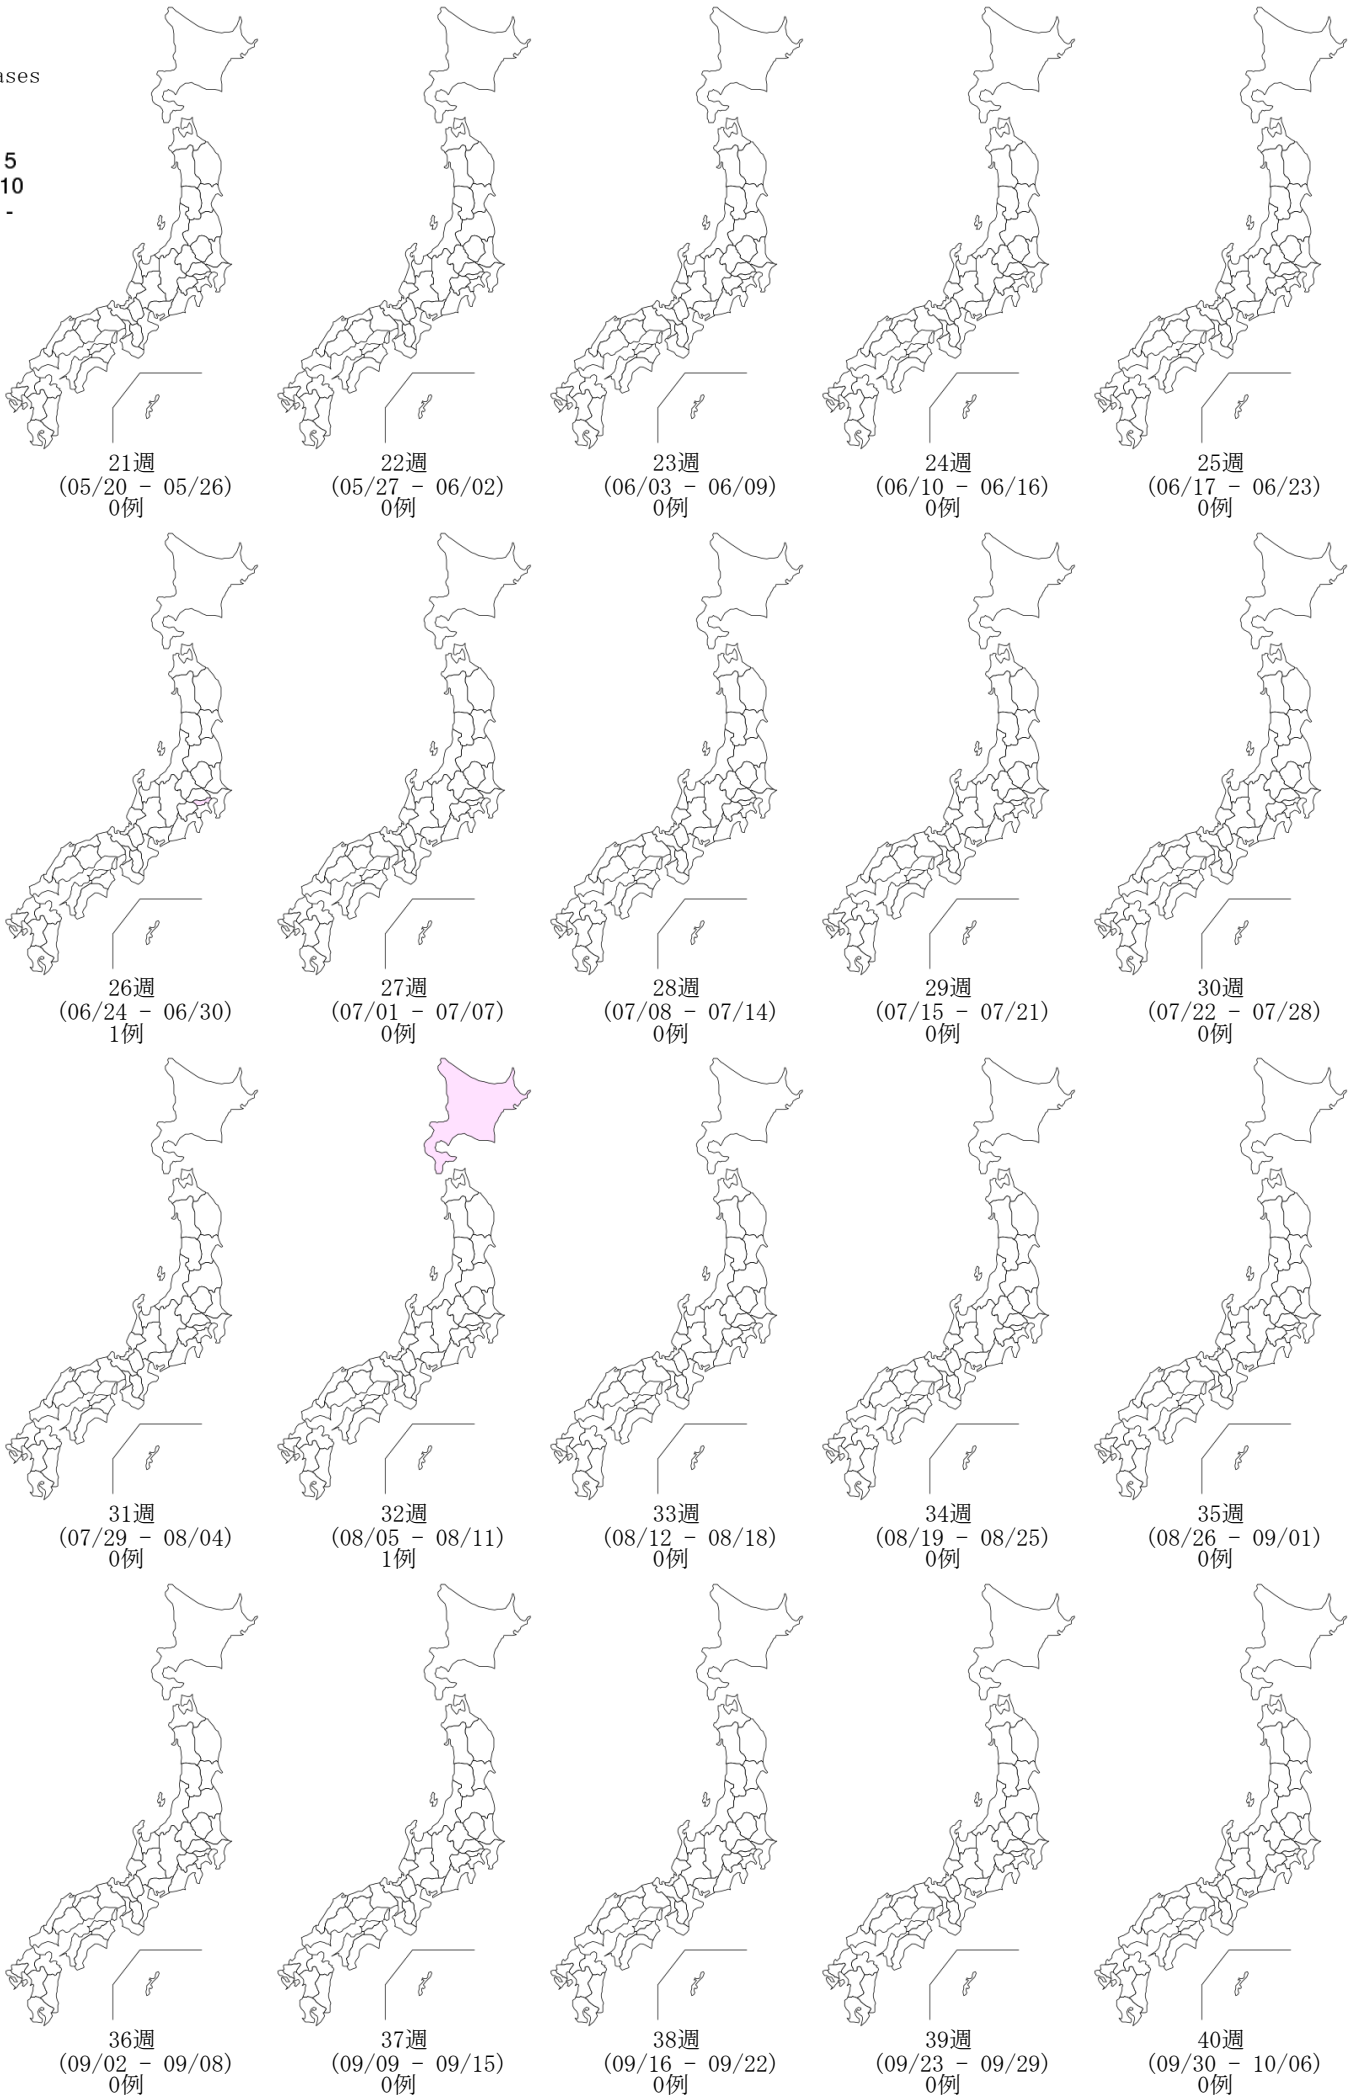 ases
5
10
-
21週
(05/20 - 05/26)
0例
22週
(05/27 - 06/02)
0例
23週
(06/03 - 06/09)
0例
24週
(06/10 - 06/16)
0例
25週
(06/17 - 06/23)
0例
26週
(06/24 - 06/30)
1例
27週
(07/01 - 07/07)
0例
28週
(07/08 - 07/14)
0例
29週
(07/15 - 07/21)
0例
30週
(07/22 - 07/28)
0例
31週
(07/29 - 08/04)
0例
32週
(08/05 - 08/11)
1例
33週
(08/12 - 08/18)
0例
34週
(08/19 - 08/25)
0例
35週
(08/26 - 09/01)
0例
36週
(09/02 - 09/08)
0例
37週
(09/09 - 09/15)
0例
38週
(09/16 - 09/22)
0例
39週
(09/23 - 09/29)
0例
40週
(09/30 - 10/06)
0例